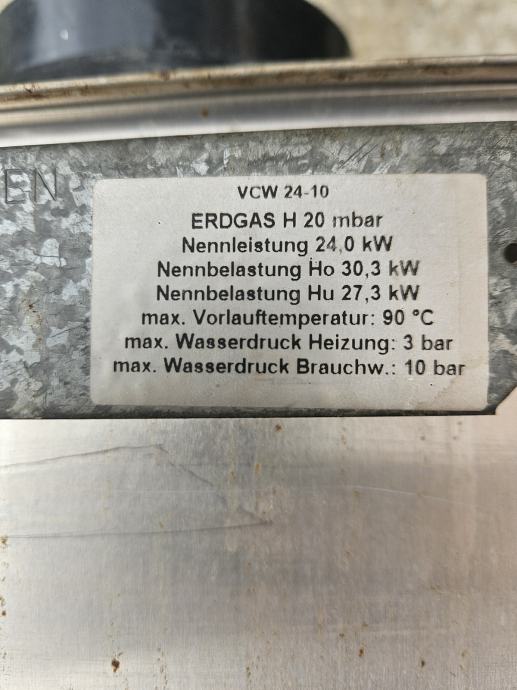 EN
VCW 24-10
ERDGAS H 20 mbar
Nennleistung 24,0 kW
Nennbelastung Ho 30,3 kW
Nennbelastung Hu 27,3 kW
max. Vorlauftemperatur: 90 °C
max. Wasserdruck Heizung: 3 bar
max. Wasserdruck Brauchw.: 10 bar